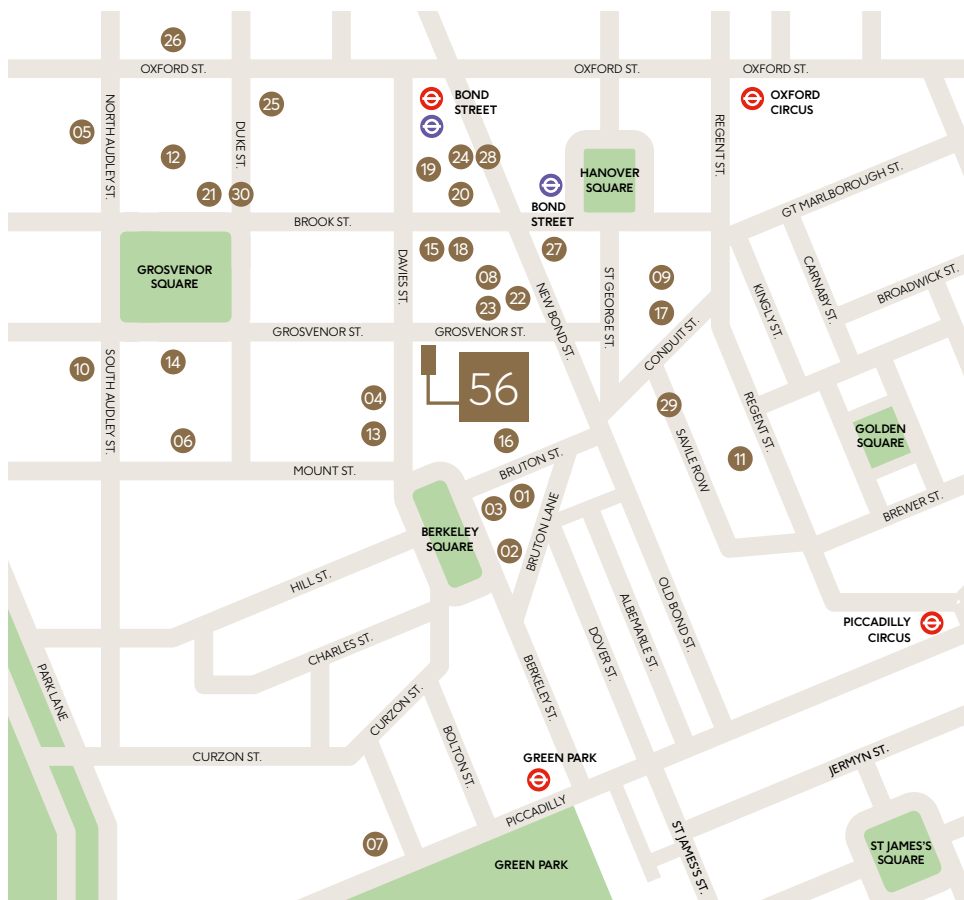 26
OXFORD ST.
OXFORD ST.
OXFORD ST.
NORTH AUDLEY ST.
05
12
21
30
DUKE ST.
25
BOND
STREET
19
24
28
20
BOND
STREET
HANOVER
SQUARE
REGENT ST.
OXFORD
CIRCUS
GT MARLBOROUGH ST.
BROOK ST.
GROSVENOR
SQUARE
DAVIES ST.
15
18
08
23
22
27
NEW BOND ST.
ST GEORGE ST.
09
17
CONDUIT ST.
KINGLY ST.
CARNABY ST.
BROADWICK ST.
GROSVENOR ST.
GROSVENOR ST.
10
SOUTH AUDLEY ST.
14
06
04
13
56
16
29
SAVILE ROW
11
REGENT ST.
GOLDEN
SQUARE
BREWER ST.
MOUNT ST.
BRUTON ST.
BERKELEY
SQUARE
03
01
02
BRUTON LANE
HILL ST.
CHARLES ST.
PARK LANE
CURZON ST.
CURZON ST.
BOLTON ST.
BERKELEY ST.
DOVER ST.
ALBEMARLE ST.
OLD BOND ST.
PICCADILLY
CIRCUS
GREEN PARK
PICCADILLY
07
GREEN PARK
ST JAMES'S ST.
JERMYN ST.
ST JAMES'S
SQUARE